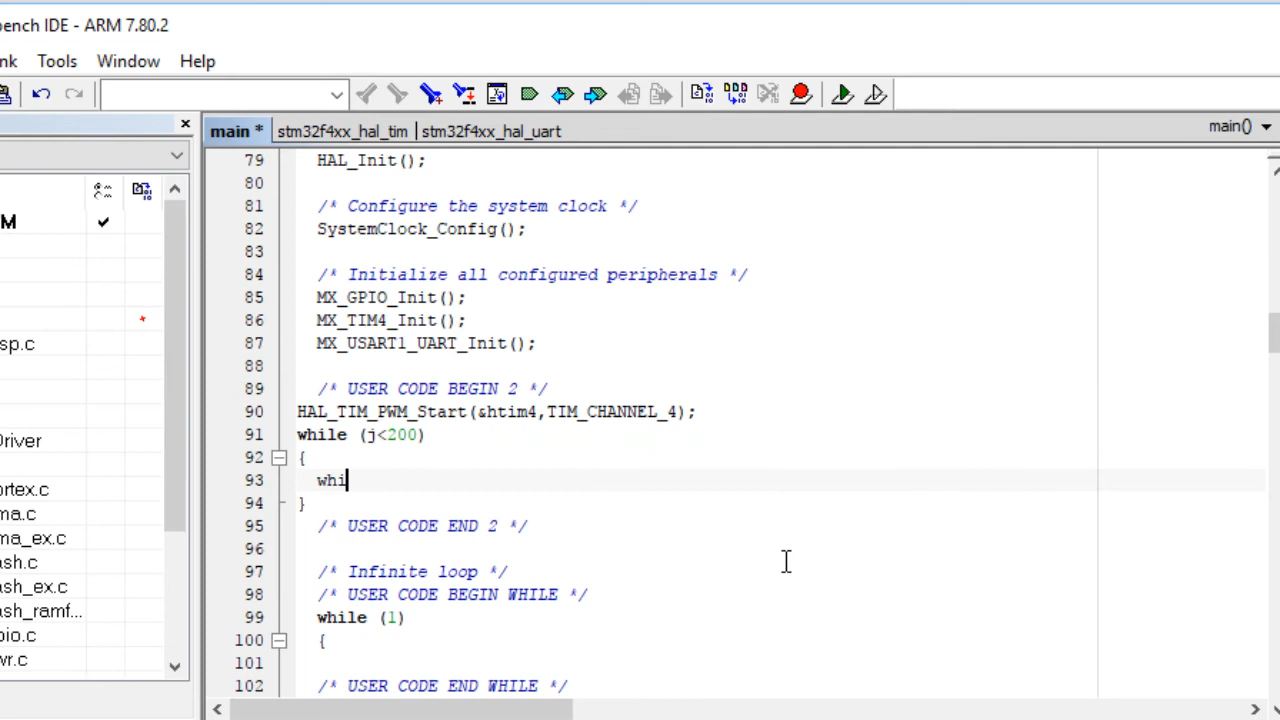 bench IDE - ARM 7.80.2
nk Tools Window Help
main * stm32f4xx_hal_tim stm32f4xx_hal_uart main()
79 HAL_Init();
80
81 /* Configure the system clock */
82 SystemClock_Config();
83
84 /* Initialize all configured peripherals */
85 MX_GPIO_Init();
86 MX_TIM4_Init();
87 MX_USART1_UART_Init();
88
89 /* USER CODE BEGIN 2 */
90 HAL_TIM_PWM_Start(&htim4,TIM_CHANNEL_4);
91 while (j<200)
92 {
93 whi
94 }
95 /* USER CODE END 2 */
96
97 /* Infinite loop */
98 /* USER CODE BEGIN WHILE */
99 while (1)
100 {
101
102 /* USER CODE END WHILE */
M
sp.c
Driver
ortex.c
ma.c
ma_ex.c
ash.c
ash_ex.c
ash_ramf...
pio.c
wr.c